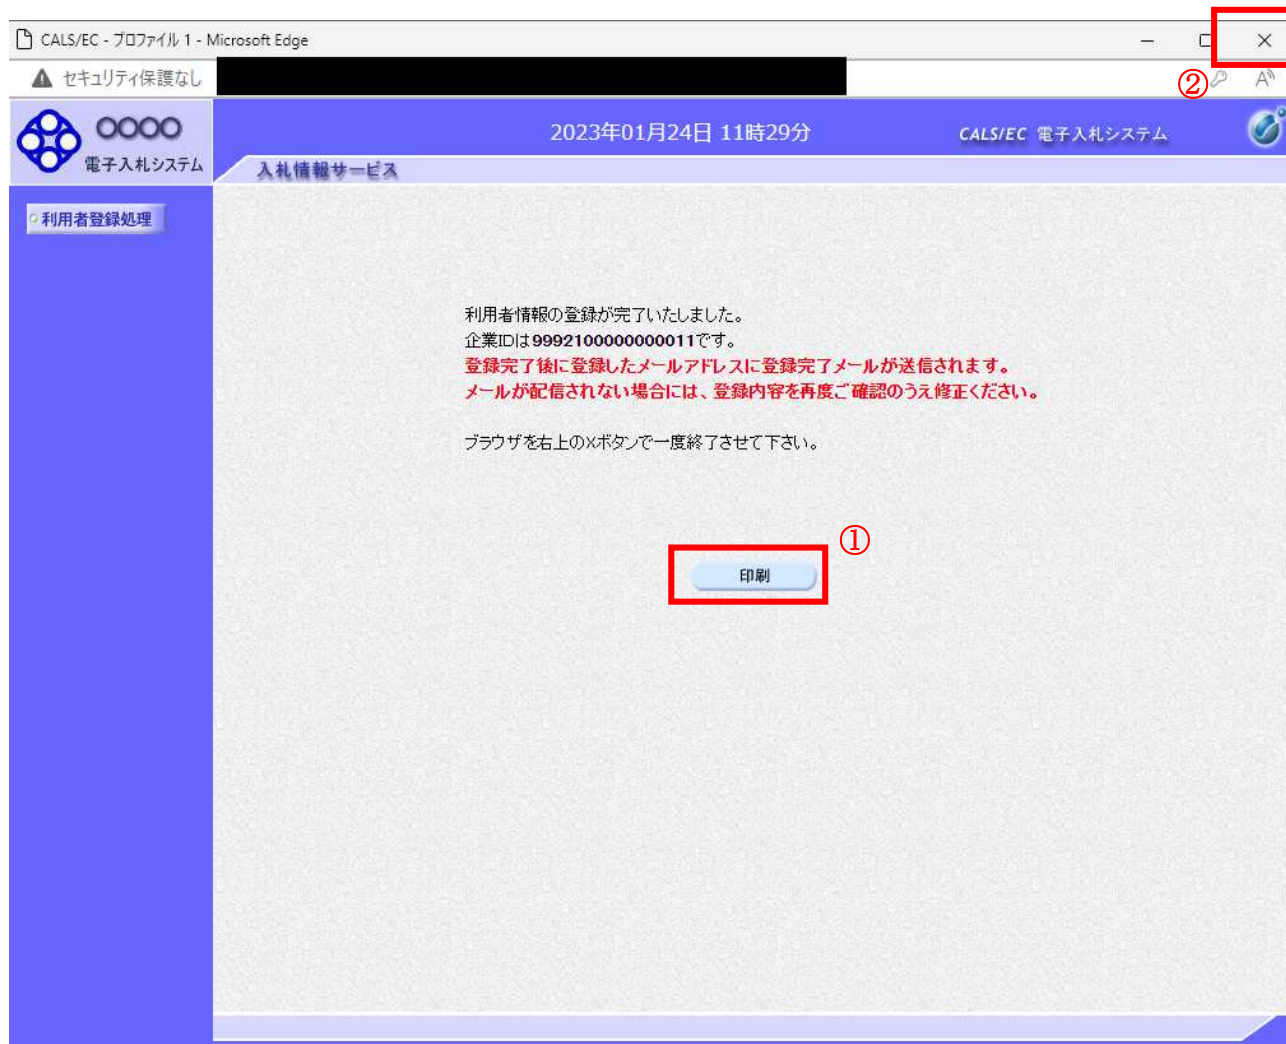 CALS/EC - プロファイル 1 - Microsoft Edge
セキュリティ保護なし
②
A
OOOO
電子入札システム
2023年01月24日 11時29分
CALS/EC 電子入札システム
入札情報サービス
利用者登録処理
利用者情報の登録が完了いたしました。
企業IDは9992100000000011です。
登録完了後に登録したメールアドレスに登録完了メールが送信されます。
メールが配信されない場合には、登録内容を再度ご確認のうえ修正ください。
ブラウザを右上のXボタンで一度終了させて下さい。
①
印刷